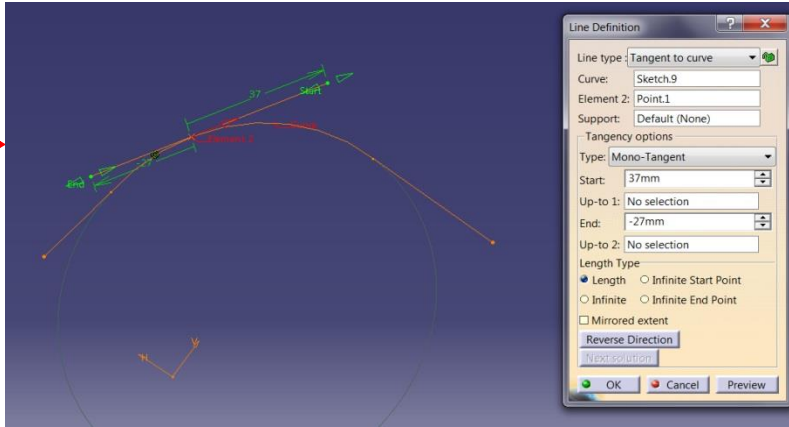 37
Start
Element 2
-27
End
H
V
Line Definition
Line type : Tangent to curve
Curve: Sketch.9
Element 2: Point.1
Support: Default (None)
Tangency options
Type: Mono-Tangent
Start: 37mm
Up-to 1: No selection
End: -27mm
Up-to 2: No selection
Length Type
Length Infinite Start Point
Infinite Infinite End Point
Mirrored extent
Reverse Direction
Next solution
OK Cancel Preview